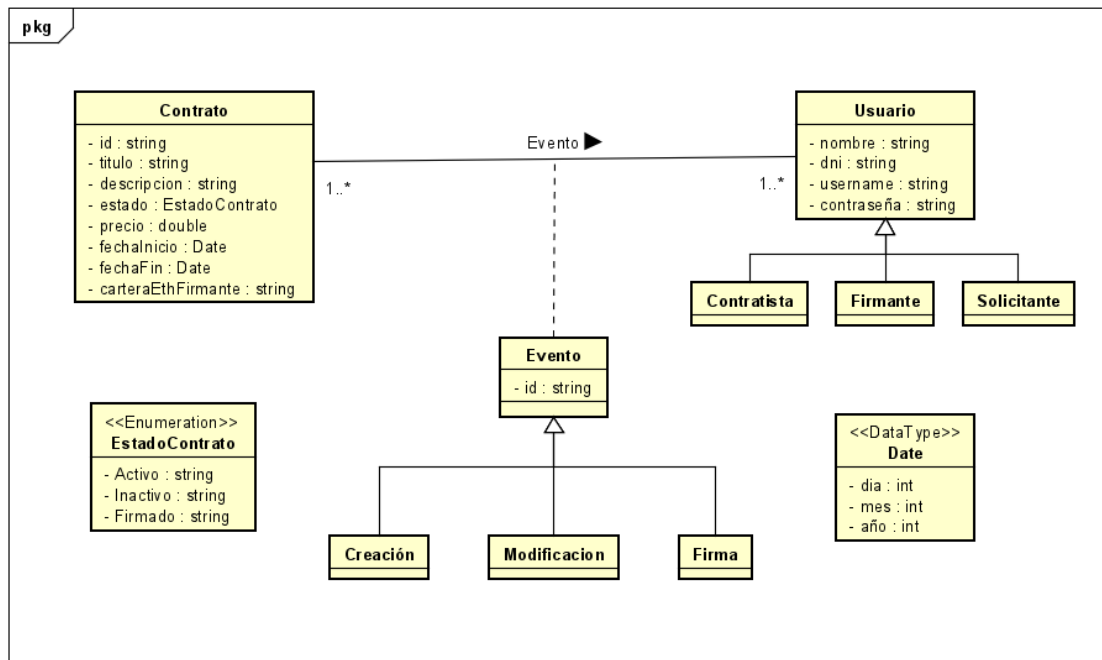 pkg
Contrato
- id : string
- titulo : string
- descripcion : string
- estado : EstadoContrato
- precio : double
- fechaInicio : Date
- fechaFin : Date
- carteraEthFirmante : string
Evento ▶
1..*
1..*
Usuario
- nombre : string
- dni : string
- username : string
- contraseña : string
Contratista
Firmante
Solicitante
Evento
- id : string
<<Enumeration>>
EstadoContrato
- Activo : string
- Inactivo : string
- Firmado : string
<<DataType>>
Date
- dia : int
- mes : int
- año : int
Creación
Modificacion
Firma